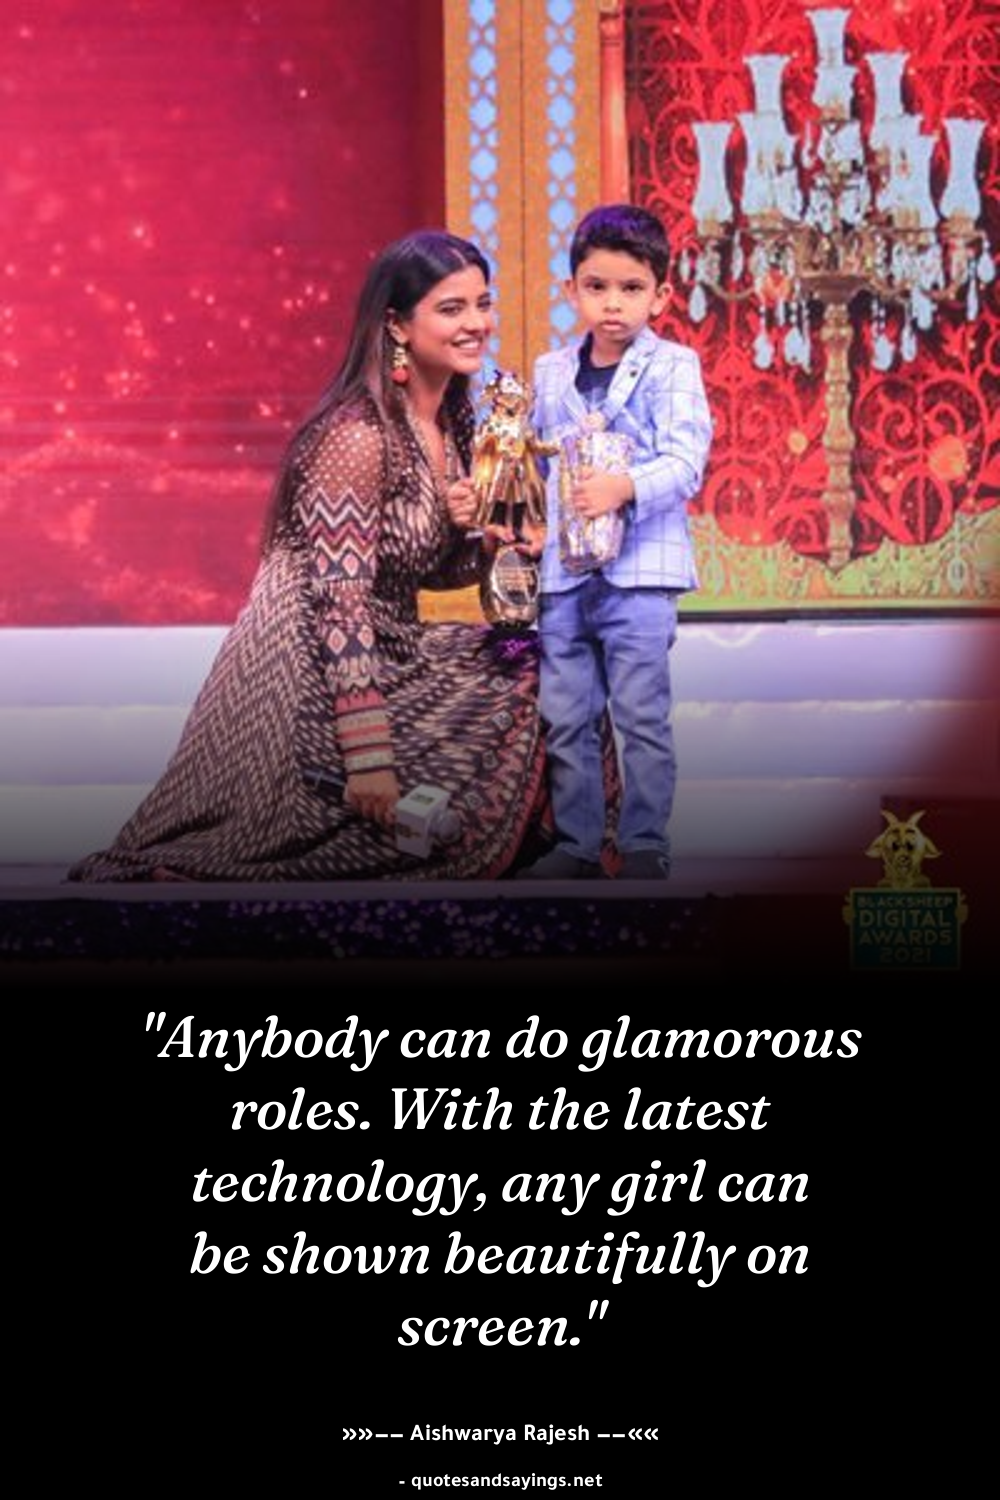 BLACKSHEEP
DIGITAL
AWARDS
2021
"Anybody can do glamorous
roles. With the latest
technology, any girl can
be shown beautifully on
screen."
»»−− Aishwarya Rajesh −−««
- quotesandsayings.net